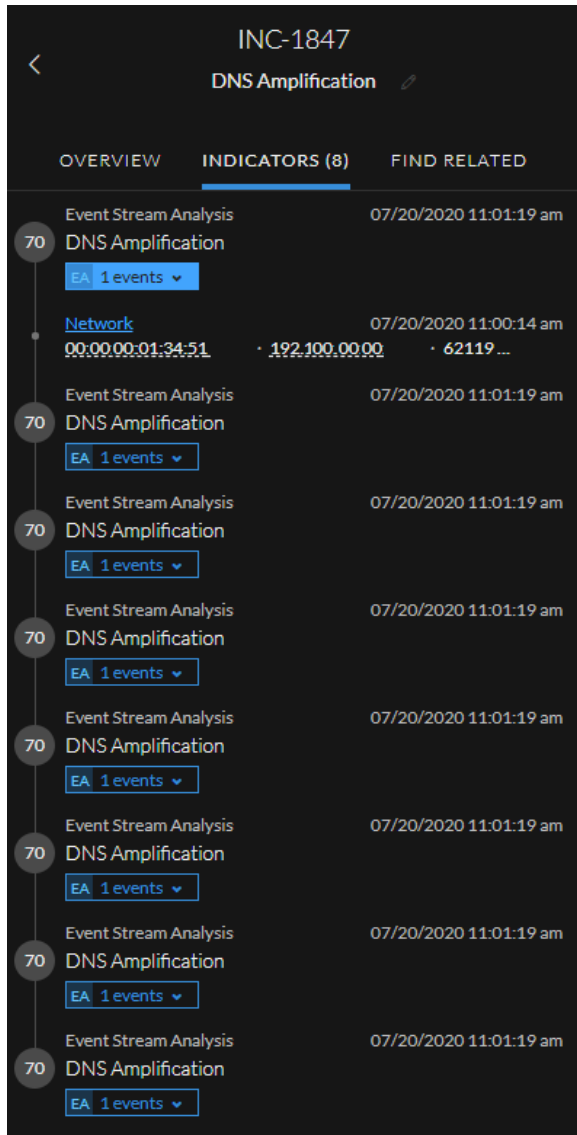 INC-1847
DNS Amplification
OVERVIEW INDICATORS (8) FIND RELATED
Event Stream Analysis 07/20/2020 11:01:19 am
70 DNS Amplification
EA 1 events
Network 07/20/2020 11:00:14 am
00:00:00:01:34:51 · 192.100.00:00: · 62119 ...
Event Stream Analysis 07/20/2020 11:01:19 am
70 DNS Amplification
EA 1 events
Event Stream Analysis 07/20/2020 11:01:19 am
70 DNS Amplification
EA 1 events
Event Stream Analysis 07/20/2020 11:01:19 am
70 DNS Amplification
EA 1 events
Event Stream Analysis 07/20/2020 11:01:19 am
70 DNS Amplification
EA 1 events
Event Stream Analysis 07/20/2020 11:01:19 am
70 DNS Amplification
EA 1 events
Event Stream Analysis 07/20/2020 11:01:19 am
70 DNS Amplification
EA 1 events
Event Stream Analysis 07/20/2020 11:01:19 am
70 DNS Amplification
EA 1 events